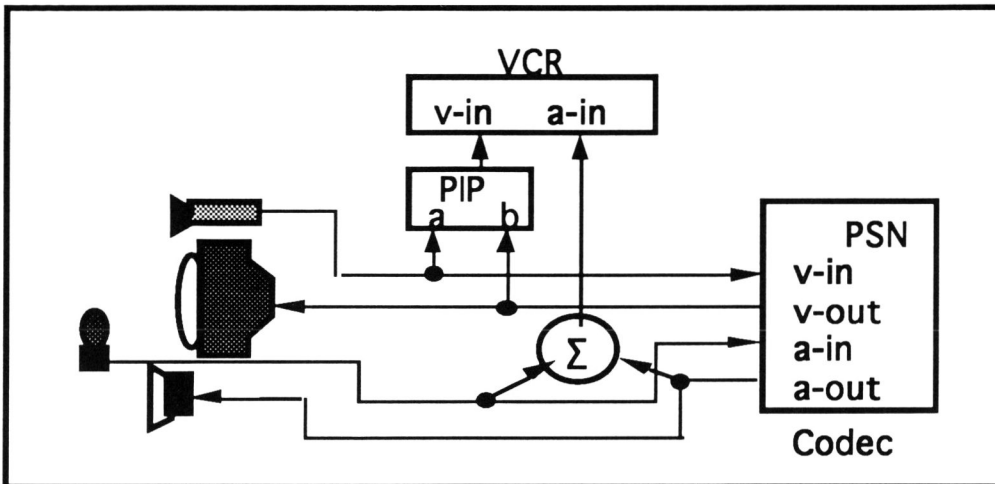 VCR
v-in a-in
PIP
a b
PSN
v-in
v-out
a-in
a-out
Σ
Codec